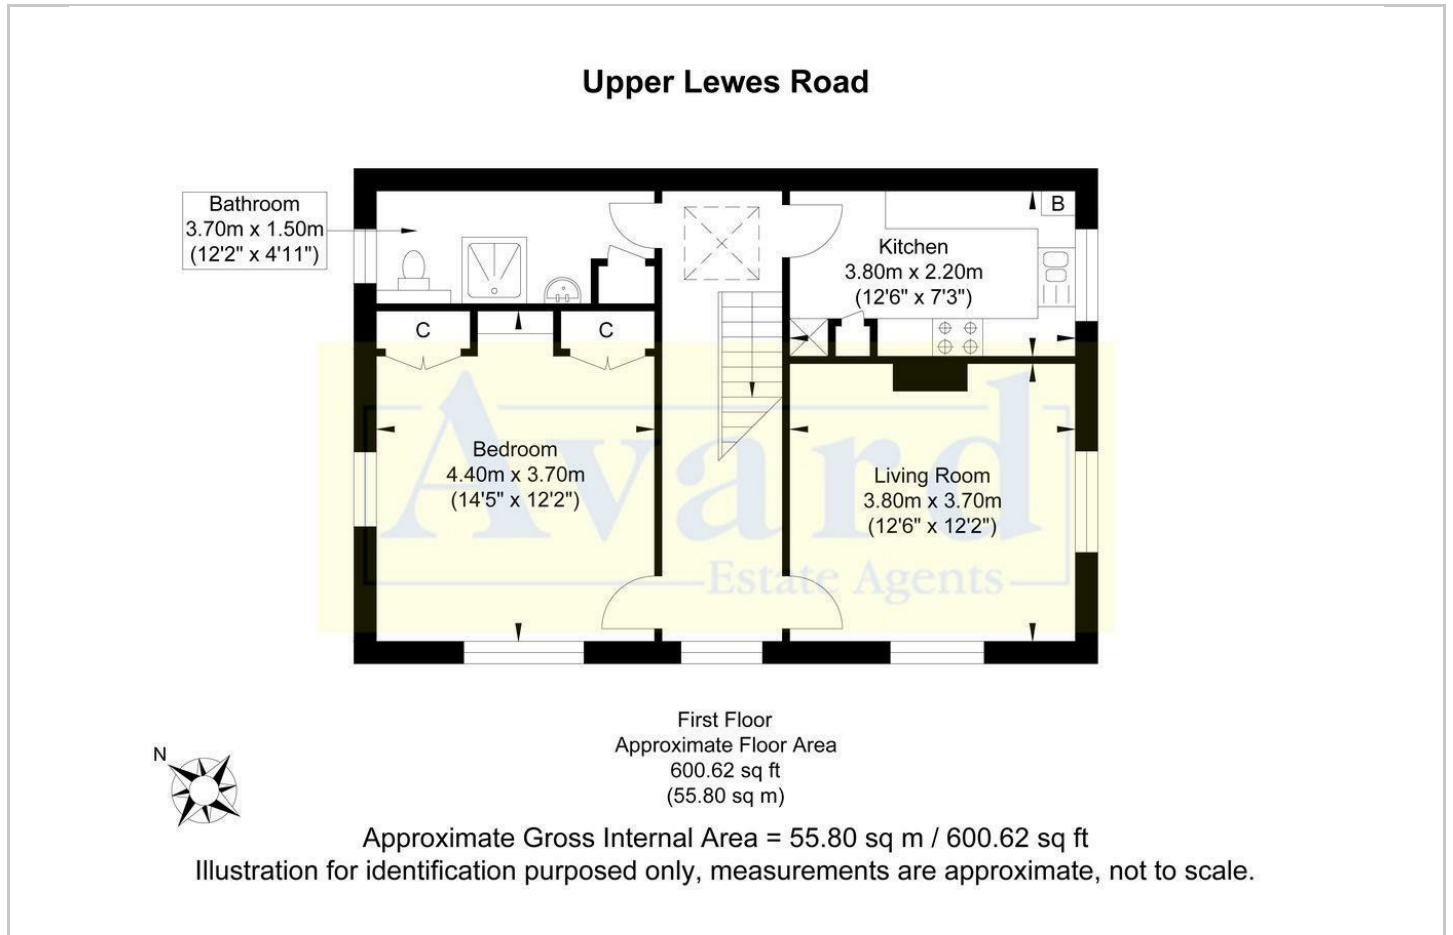 Upper Lewes Road
Bathroom
3.70m x 1.50m
(12'2" x 4'11")
B
Kitchen
3.80m x 2.20m
(12'6" x 7'3")
C
C
Bedroom
4.40m x 3.70m
(14'5" x 12'2")
Living Room
3.80m x 3.70m
(12'6" x 12'2")
Avard
Estate Agents
First Floor
Approximate Floor Area
600.62 sq ft
(55.80 sq m)
N
Approximate Gross Internal Area = 55.80 sq m / 600.62 sq ft
Illustration for identification purposed only, measurements are approximate, not to scale.